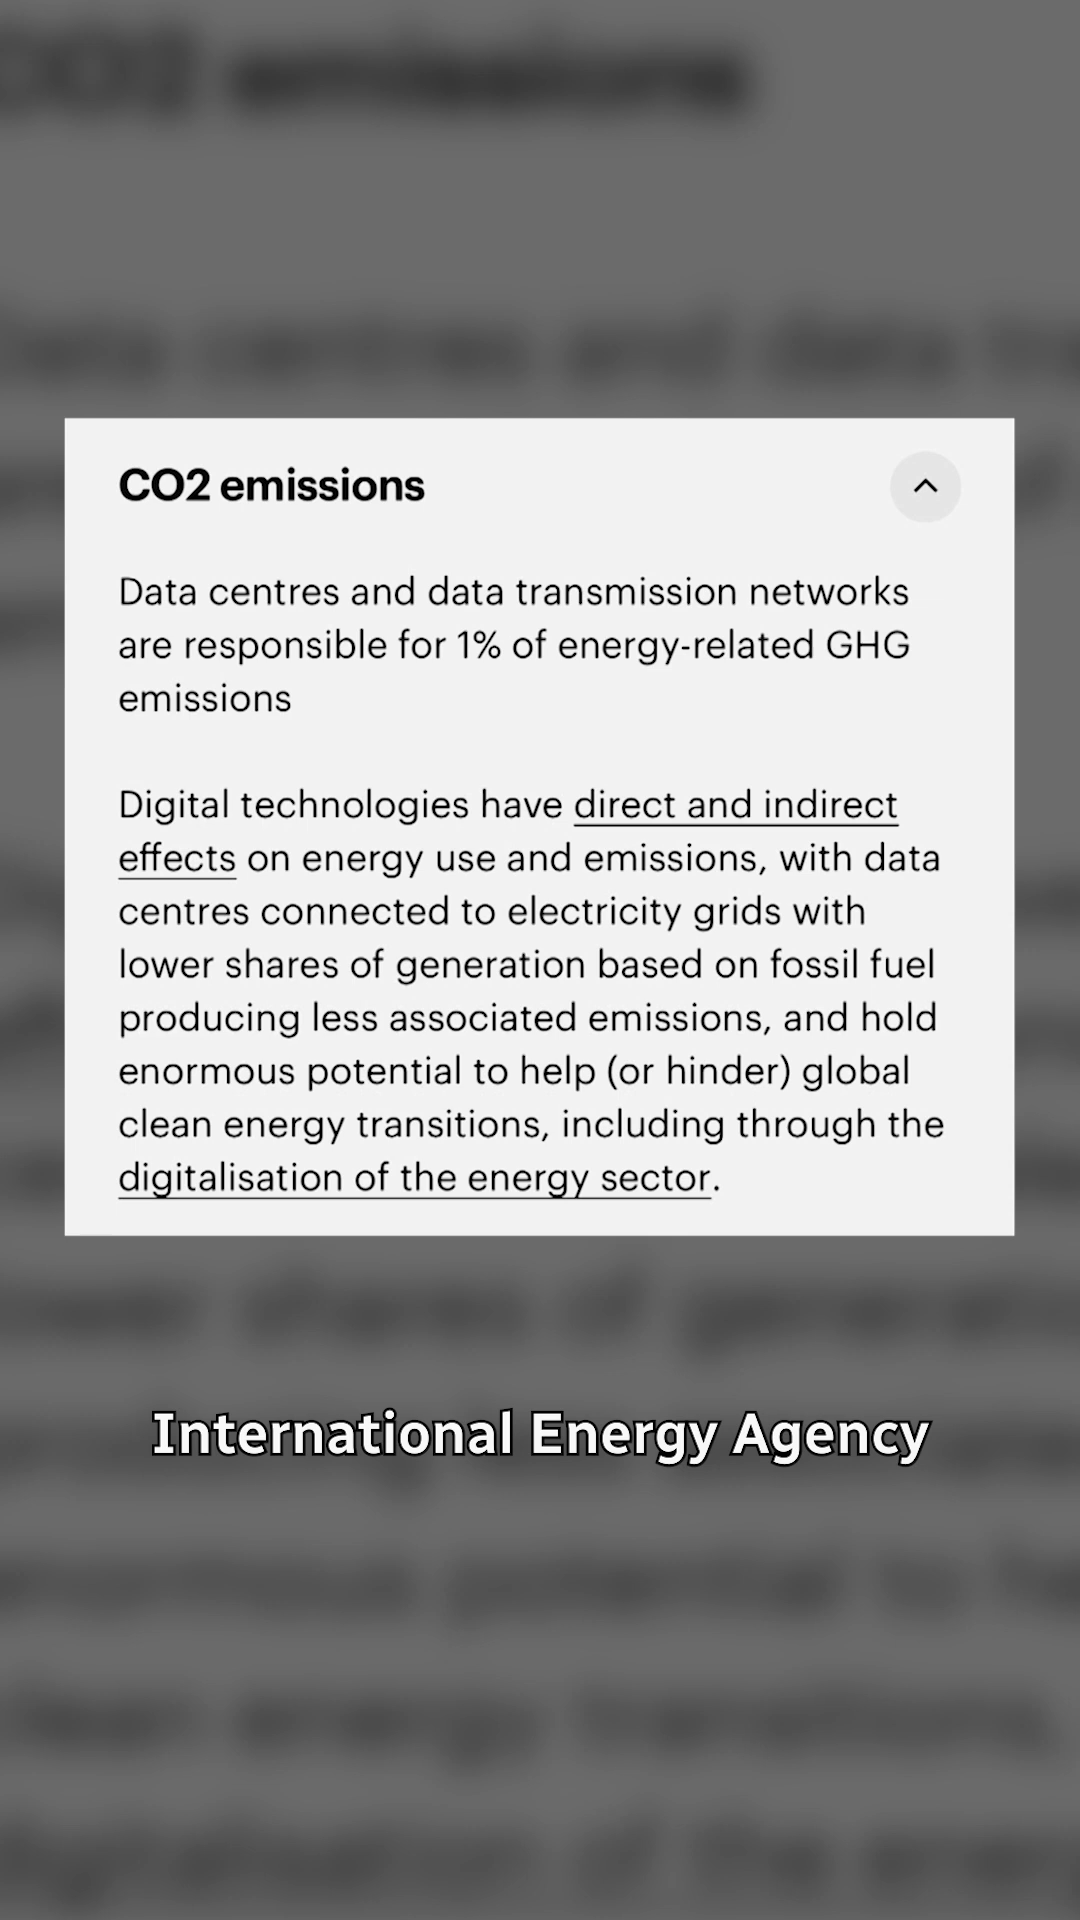 CO2 emissions
Data centres and data transmission networks
are responsible for 1% of energy-related GHG
emissions
Digital technologies have direct and indirect
effects on energy use and emissions, with data
centres connected to electricity grids with
lower shares of generation based on fossil fuel
producing less associated emissions, and hold
enormous potential to help (or hinder) global
clean energy transitions, including through the
digitalisation of the energy sector.
International Energy Agency